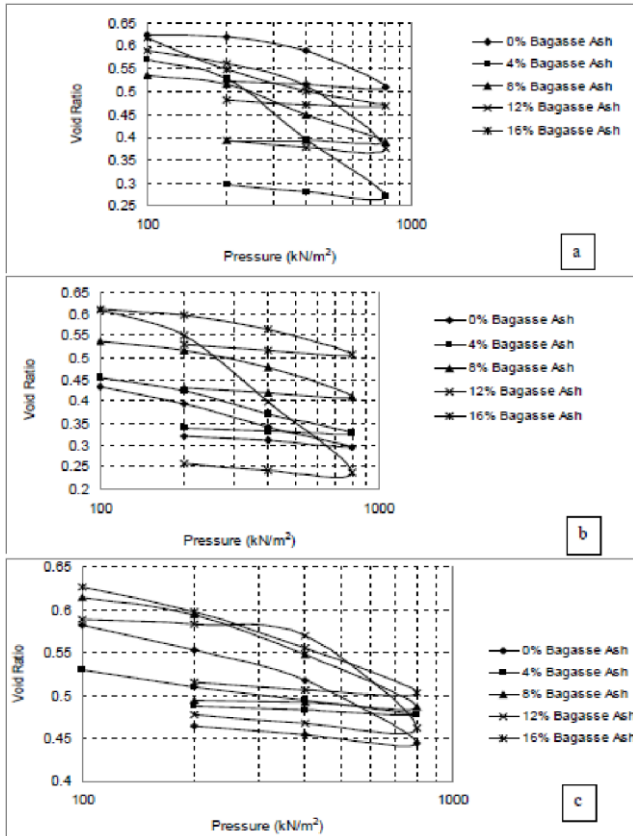 0.65
0.6
0.55
0.5
0.45
0.4
0.35
0.3
0.25
Void Ratio
100
1000
Pressure (kN/m²)
0% Bagasse Ash
4% Bagasse Ash
8% Bagasse Ash
12% Bagasse Ash
16% Bagasse Ash
a
0.65
0.6
0.55
0.5
0.45
0.4
0.35
0.3
0.25
0.2
Void Ratio
100
1000
Pressure (kN/m²)
0% Bagasse Ash
4% Bagasse Ash
8% Bagasse Ash
12% Bagasse Ash
16% Bagasse Ash
b
0.65
0.6
0.55
0.5
0.45
0.4
Void Ratio
100
1000
Pressure (kN/m²)
0% Bagasse Ash
4% Bagasse Ash
8% Bagasse Ash
12% Bagasse Ash
16% Bagasse Ash
c